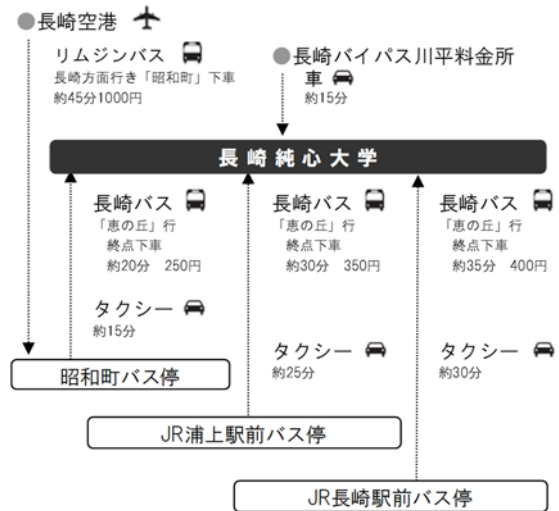 長崎空港
リムジンバス
長崎方面行き「昭和町」下車
約45分1000円
長崎バイパス川平料金所
車
約15分
長崎純心大学
長崎バス
「恵の丘」行
終点下車
約20分 250円
タクシー
約15分
昭和町バス停
長崎バス
「恵の丘」行
終点下車
約30分 350円
タクシー
約25分
JR浦上駅前バス停
長崎バス
「恵の丘」行
終点下車
約35分 400円
タクシー
約30分
JR長崎駅前バス停